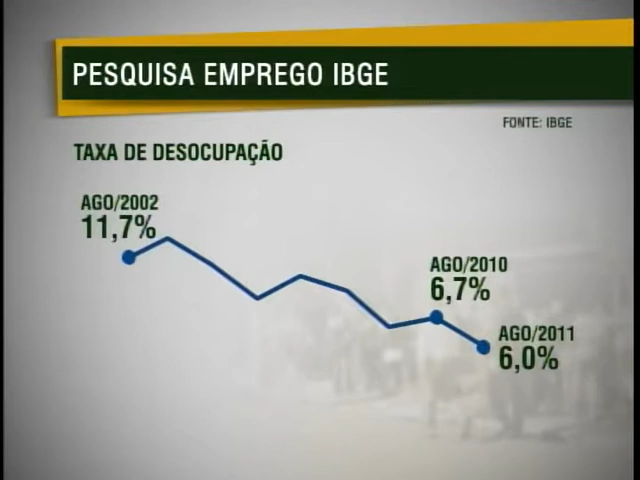 PESQUISA EMPREGO IBGE
FONTE: IBGE
TAXA DE DESOCUPAÇÃO
AGO/2002
11,7%
AGO/2010
6,7%
AGO/2011
6,0%